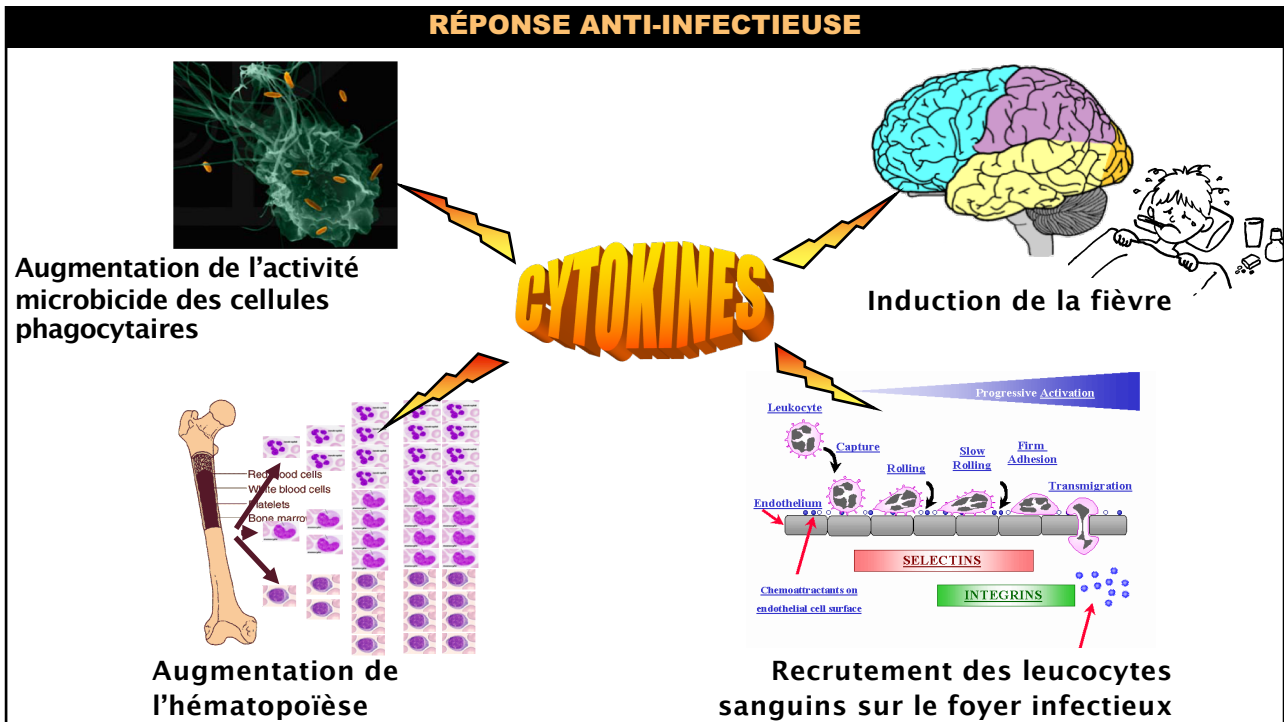 RÉPONSE ANTI-INFECTIEUSE
Augmentation de l'activité
microbicide des cellules
phagocytaires
CYTOKINES
Induction de la fièvre
Red blood cells
White blood cells
Platelets
Bone marrow
Augmentation de
l'hématopoïèse
Progressive Activation
Leukocyte
Capture
Rolling
Slow
Rolling
Firm
Adhesion
Transmigration
Endothelium
SELECTINS
INTEGRINS
Chemoattractants on
endothelial cell surface
Recrutement des leucocytes
sanguins sur le foyer infectieux